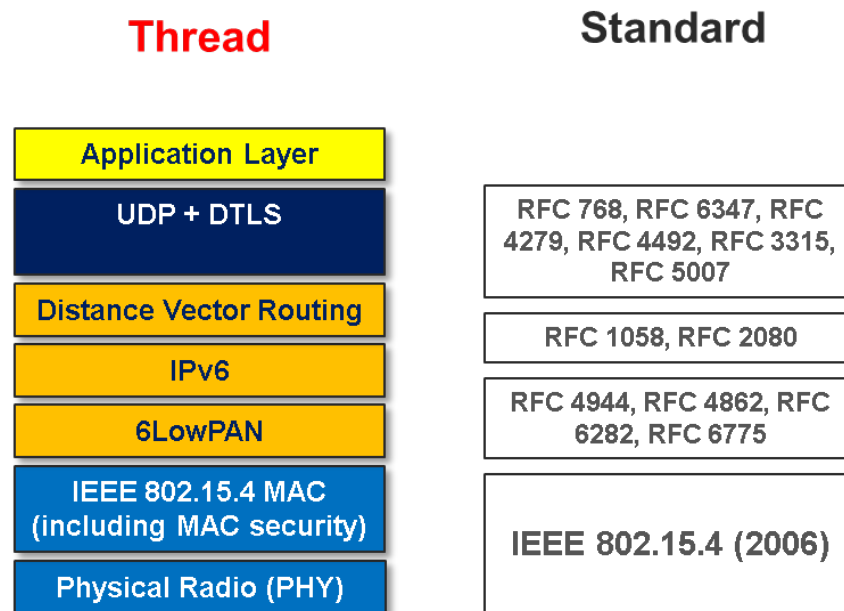 Thread
Standard
Application Layer
UDP + DTLS
RFC 768, RFC 6347, RFC
4279, RFC 4492, RFC 3315,
RFC 5007
Distance Vector Routing
RFC 1058, RFC 2080
IPv6
6LowPAN
RFC 4944, RFC 4862, RFC
6282, RFC 6775
IEEE 802.15.4 MAC
(including MAC security)
Physical Radio (PHY)
IEEE 802.15.4 (2006)